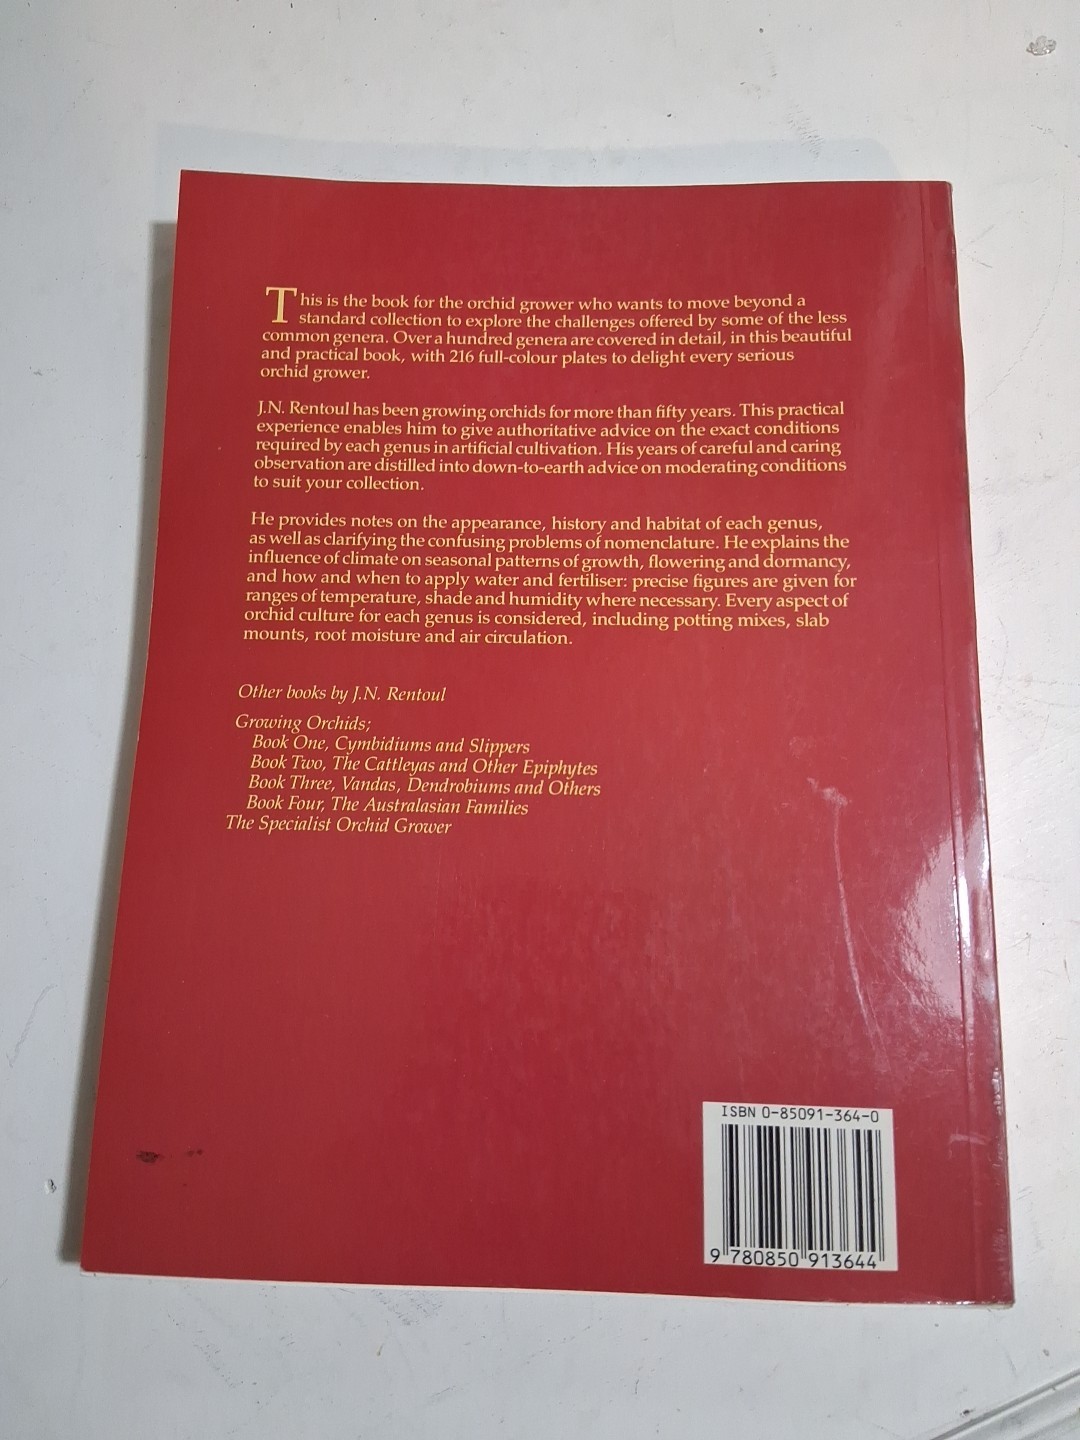 This is the book for the orchid grower who wants to move beyond a
standard collection to explore the challenges offered by some of the less
common genera. Over a hundred genera are covered in detail, in this beautiful
and practical book, with 216 full-colour plates to delight every serious
orchid grower.
J.N. Rentoul has been growing orchids for more than fifty years. This practical
experience enables him to give authoritative advice on the exact conditions
required by each genus in artificial cultivation. His years of careful and caring
observation are distilled into down-to-earth advice on moderating conditions
to suit your collection.
He provides notes on the appearance, history and habitat of each genus,
as well as clarifying the confusing problems of nomenclature. He explains the
influence of climate on seasonal patterns of growth, flowering and dormancy,
and how and when to apply water and fertiliser: precise figures are given for
ranges of temperature, shade and humidity where necessary. Every aspect of
orchid culture for each genus is considered, including potting mixes, slab
mounts, root moisture and air circulation.
Other books by J.N. Rentoul
Growing Orchids;
Book One, Cymbidiums and Slippers
Book Two, The Cattleyas and Other Epiphytes
Book Three, Vandas, Dendrobiums and Others
Book Four, The Australasian Families
The Specialist Orchid Grower
ISBN 0-85091-364-0
9 780850 913644